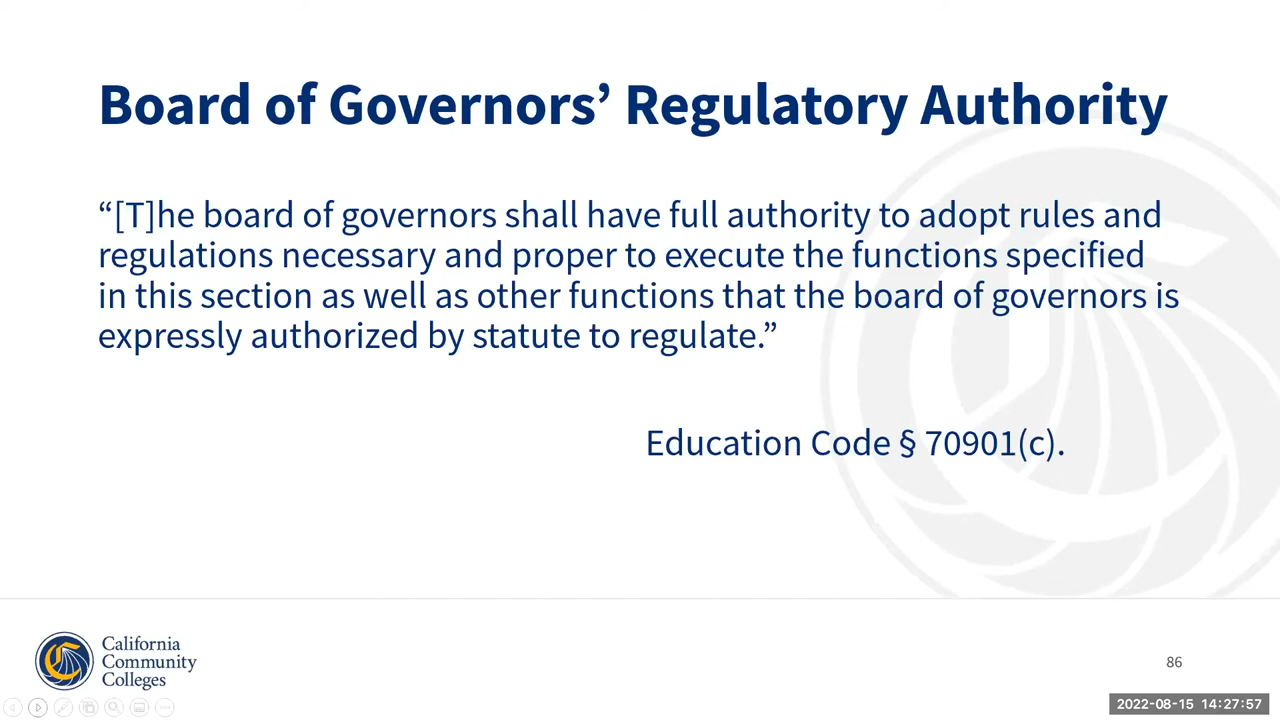 Board of Governors’ Regulatory Authority
“[T]he board of governors shall have full authority to adopt rules and
regulations necessary and proper to execute the functions specified
in this section as well as other functions that the board of governors is
expressly authorized by statute to regulate.”
Education Code § 70901(c).
California
Community
Colleges
86
2022-08-15 14:27:57